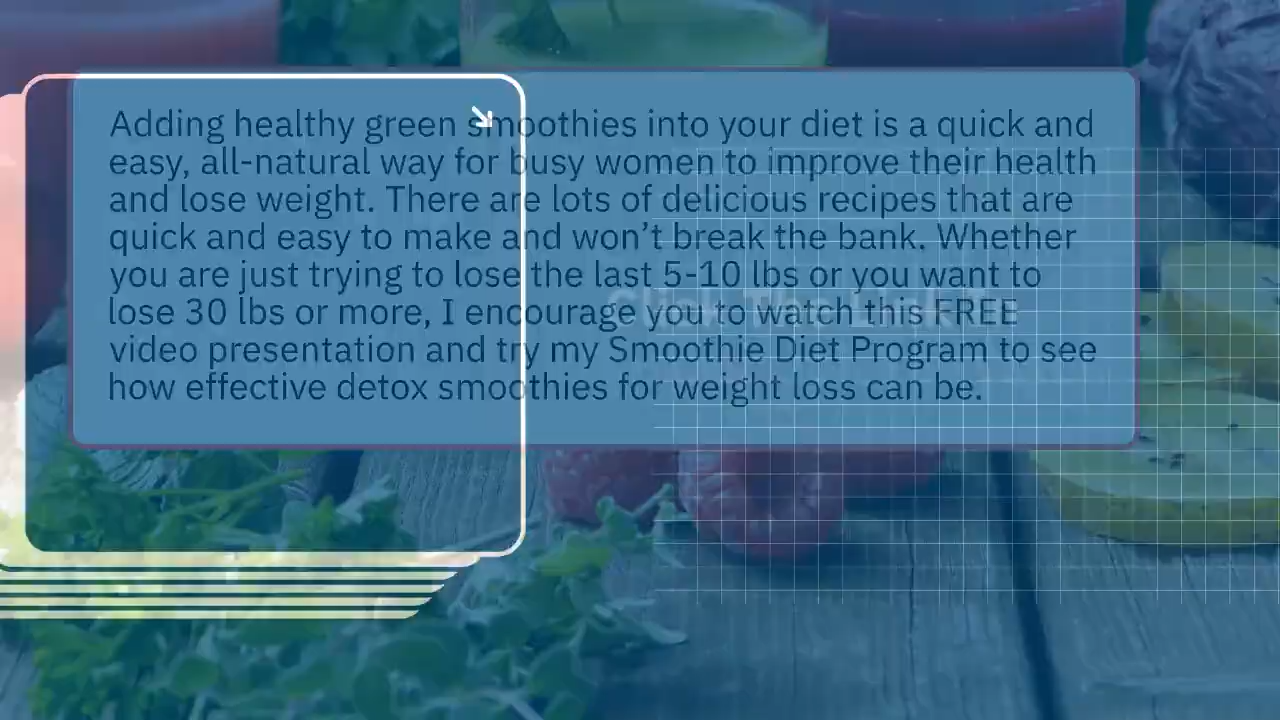 Adding healthy green smoothies into your diet is a quick and
easy, all-natural way for busy women to improve their health
and lose weight. There are lots of delicious recipes that are
quick and easy to make and won’t break the bank. Whether
you are just trying to lose the last 5-10 lbs or you want to
lose 30 lbs or more, I encourage you to watch this FREE
video presentation and try my Smoothie Diet Program to see
how effective detox smoothies for weight loss can be.